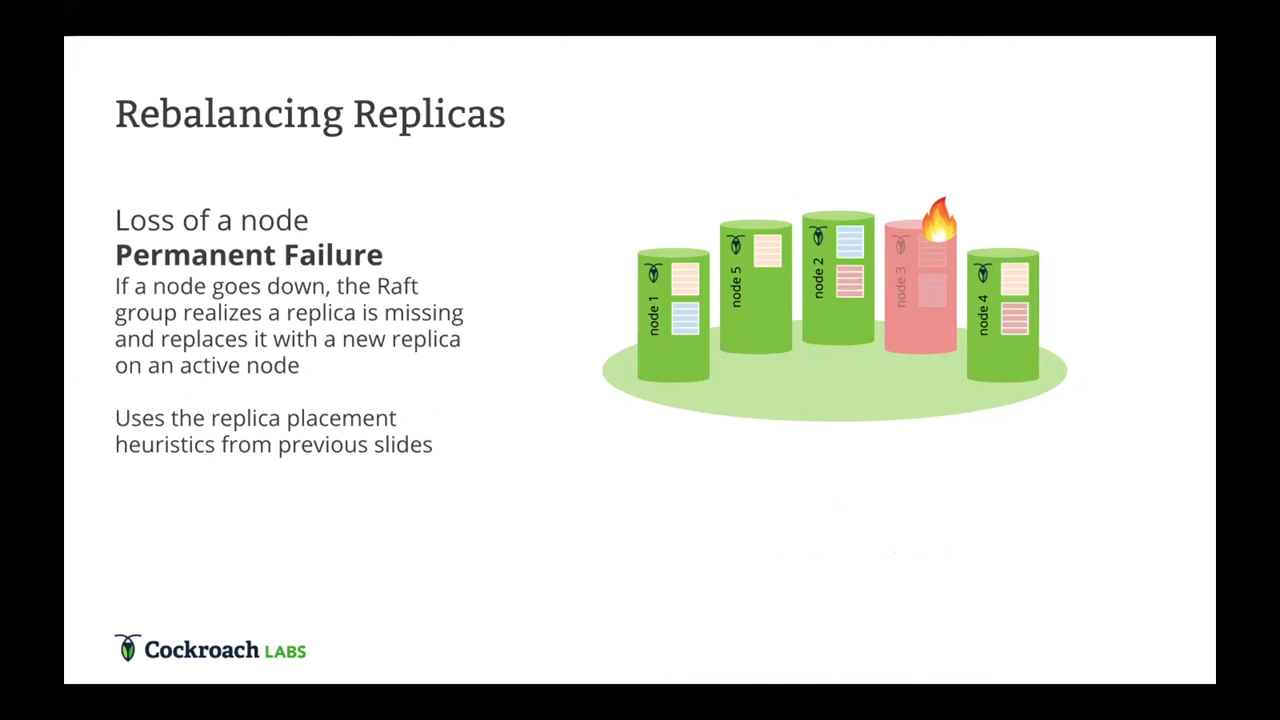 Rebalancing Replicas
Loss of a node
Permanent Failure
If a node goes down, the Raft
group realizes a replica is missing
and replaces it with a new replica
on an active node
Uses the replica placement
heuristics from previous slides
node 1
node 5
node 2
node 3
node 4
Cockroach LABS